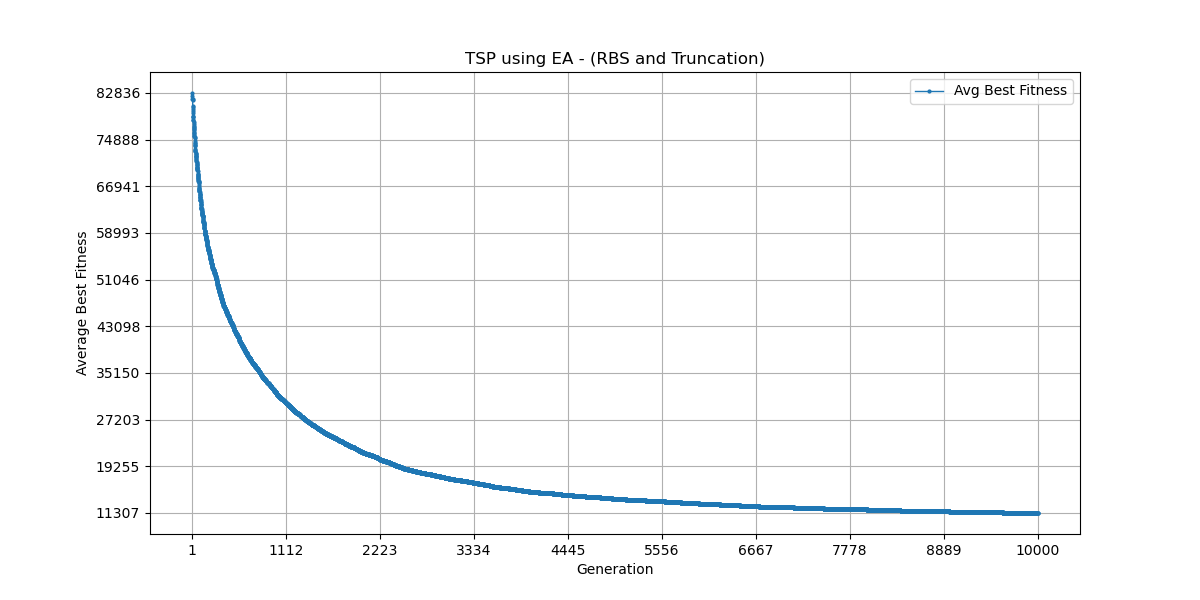 TSP using EA - (RBS and Truncation)
Avg Best Fitness
Average Best Fitness
82836
74888
66941
58993
51046
43098
35150
27203
19255
11307
1 1112 2223 3334 4445 5556 6667 7778 8889 10000
Generation